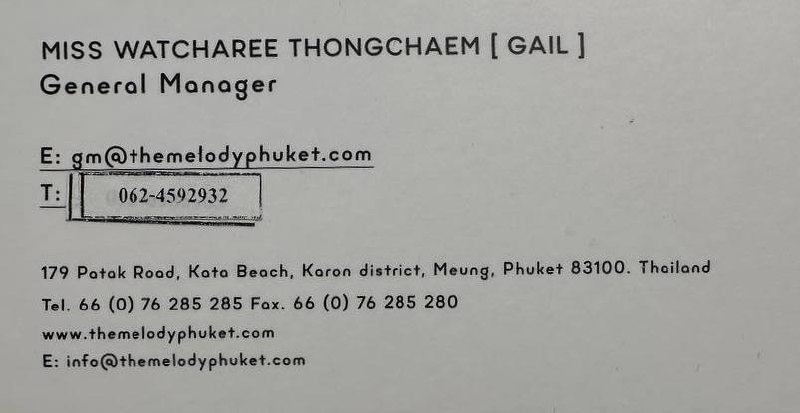 MISS WATCHAREE THONGCHAEM [ GAIL ]
General Manager
E: gm@themelodyphuket.com
T: 062-4592932
179 Patak Road, Kata Beach, Karon district, Meung, Phuket 83100. Thailand
Tel. 66 (0) 76 285 285 Fax. 66 (0) 76 285 280
www.themelodyphuket.com
E: info@themelodyphuket.com